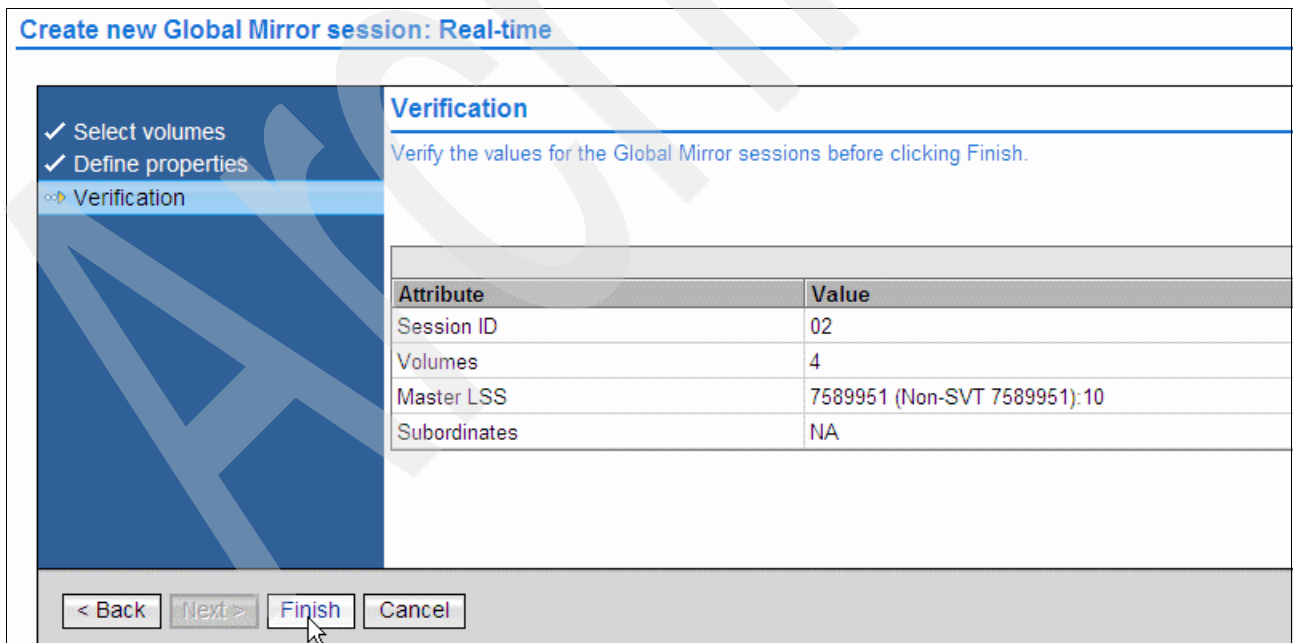 Create new Global Mirror session: Real-time
Select volumes
Define properties
Verification
Verification
Verify the values for the Global Mirror sessions before clicking Finish.
Attribute Value
Session ID 02
Volumes 4
Master LSS 7589951 (Non-SVT 7589951):10
Subordinates NA
< Back Next > Finish Cancel